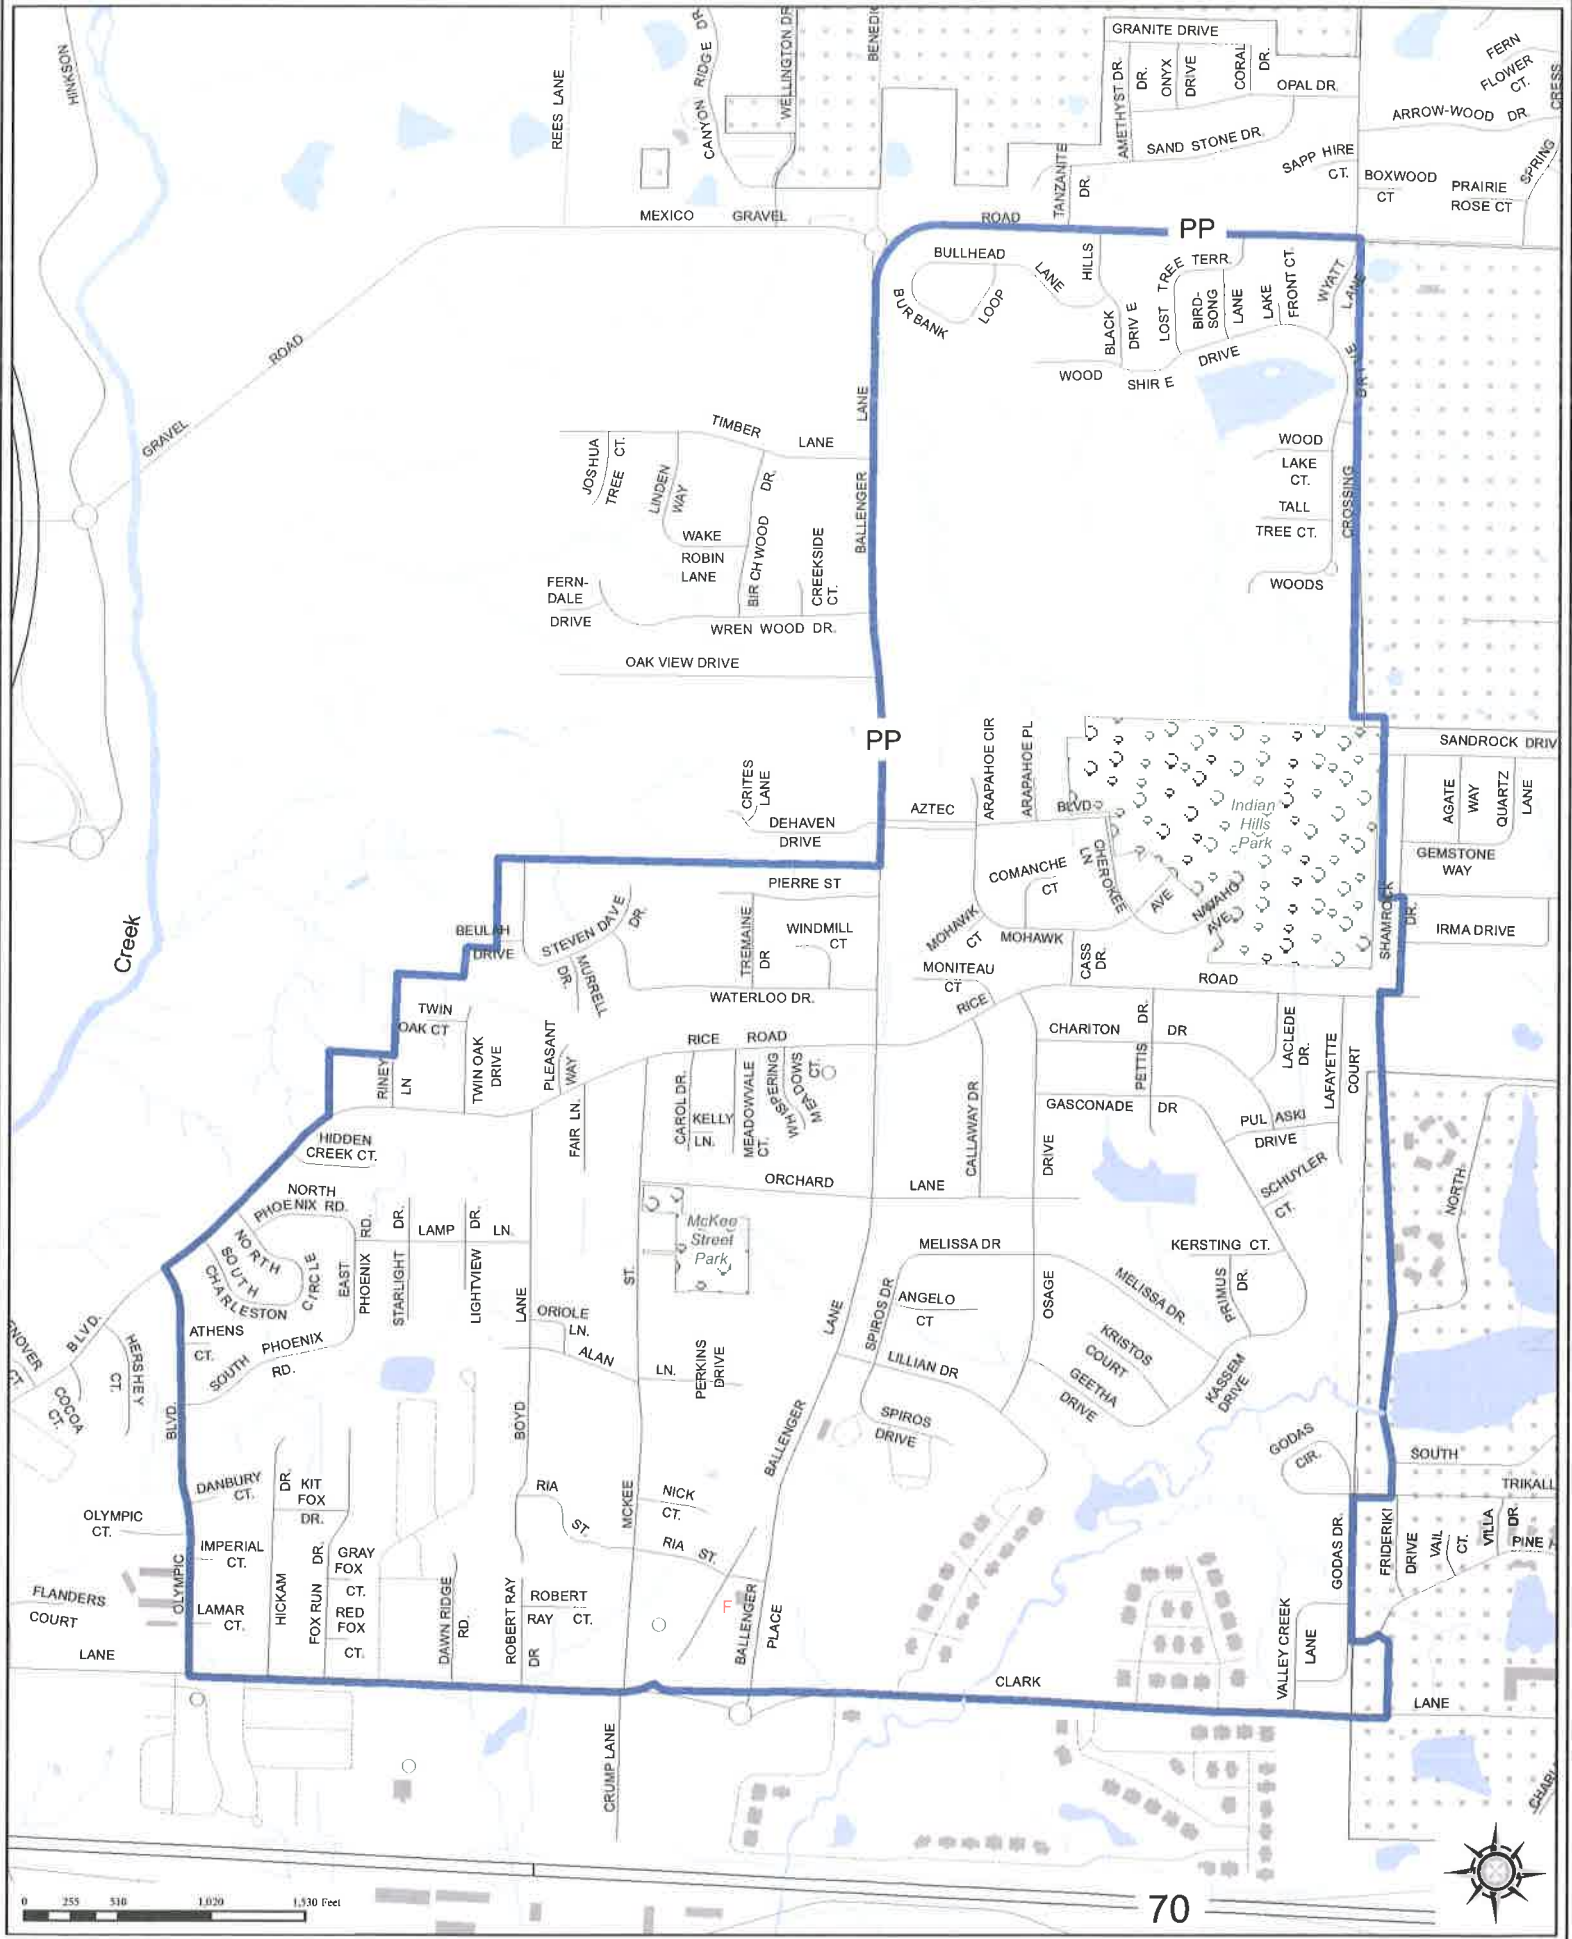 HINKSON
REES LANE
CANYON RIDGE DR.
WELLINGTON DR
GRANITE DRIVE
AMETHYST DR.
DR.
ONYX
DRIVE
CORAL
DR.
OPAL DR.
FERN
FLOWER
CT.
ARROW-WOOD DR.
CRESS
SAND STONE DR.
SAPP HIRE
CT.
BOXWOOD
CT
PRAIRIE
ROSE CT
SPRING
TANZANITE
DR.
MEXICO GRAVEL ROAD
PP
BULLHEAD
LANE
BUR BANK
LOOP
HILLS
BLACK
DRIV E
LOST TREE TERR.
BIRD-
SONG
LANE
LAKE
FRONT CT.
WYATT
LANE
WOOD
SHIR E
DRIVE
ROAD
GRAVEL
TIMBER
LANE
LANE
BALLENGER
JOSHUA
TREE CT.
LINDEN
WAY
WAKE
ROBIN
LANE
BIR CH WOOD
DR.
CREEKSIDE
CT.
FERN-
DALE
DRIVE
WREN WOOD DR.
OAK VIEW DRIVE
WOOD
LAKE
CT.
TALL
TREE CT.
CROSSING
WOODS
PP
CRITES
LANE
DEHAVEN
DRIVE
AZTEC
ARAPAHOE CIR
ARAPAHOE PL
BLVD
Indian
Hills
Park
SANDROCK DRIV
AGATE
WAY
QUARTZ
LANE
GEMSTONE
WAY
COMANCHE
CT
CHEROKEE
LN
AVE
NAVAHO
AVE
MOHAWK
CT
MOHAWK
CASS
DR.
SHAMROCK
DR.
IRMA DRIVE
PIERRE ST
TREMAINE
DR
WINDMILL
CT
STEVEN DAVE
DR.
MURRELL
DR.
BEULAH
DRIVE
WATERLOO DR.
MONITEAU
CT
RICE
ROAD
Creek
TWIN
OAK CT
RINEY
LN
TWIN OAK
DRIVE
PLEASANT
WAY
RICE ROAD
FAIR LN.
CAROL DR.
KELLY
LN.
MEADOWVALE
CT.
WHISPERING
MEADOWS
CT.
CALLAWAY DR
CHARITON DR
PETTIS
DR.
LACLEDE
DR.
LAFAYETTE
COURT
GASCONADE DR
PUL ASKI
DRIVE
SCHUYLER
CT.
HIDDEN
CREEK CT.
ORCHARD LANE
DRIVE
OSAGE
NORTH
NORTH
PHOENIX RD.
NORTH
SOUTH
CHARLESTON
CIRCLE
EAST
PHOENIX
RD.
STARLIGHT
DR.
LAMP LN.
LIGHTVIEW
DR.
McKee
Street
Park
MELISSA DR
KERSTING CT.
PRIMUS
DR.
MELISSA DR.
SPIROS DR
ANGELO
CT
LILLIAN DR
KRISTOS
COURT
GEETHA
DRIVE
KASSEM
DRIVE
ENOVER
CT.
BLVD.
HERSHEY
CT.
COCOA
CT.
ATHENS
CT.
SOUTH
PHOENIX
RD.
BLVD.
LANE
BOYD
ORIOLE
LN.
ALAN
LN.
ST.
PERKINS
DRIVE
LANE
BALLENGER
SPIROS
DRIVE
GODAS
CIR.
SOUTH
TRIKALL
DANBURY
CT.
DR.
KIT
FOX
DR.
OLYMPIC
CT.
IMPERIAL
CT.
GRAY
FOX
CT.
RED
FOX
CT.
FOX RUN
DR.
HICKAM
OLYMPIC
LAMAR
CT.
FLANDERS
COURT
LANE
DAWN RIDGE
RD.
RIA
ST.
MCKEE
NICK
CT.
RIA
ST.
ROBERT RAY
DR
ROBERT
RAY CT.
F
BALLENGER
PLACE
CLARK
VALLEY CREEK
LANE
GODAS DR.
FRIDERIKI
DRIVE
VAIL
CT.
VILLA
DR.
PINE
LANE
CRUMP LANE
0 255 510 1,020 1,530 Feet
70